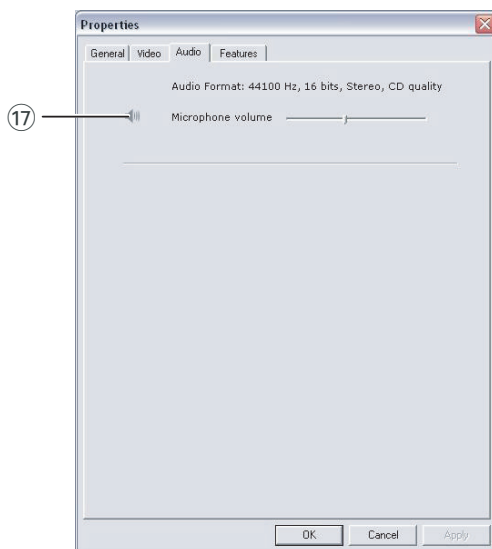 Properties
General Video Audio Features
Audio Format: 44100 Hz, 16 bits, Stereo, CD quality
17 Microphone volume
OK Cancel Apply